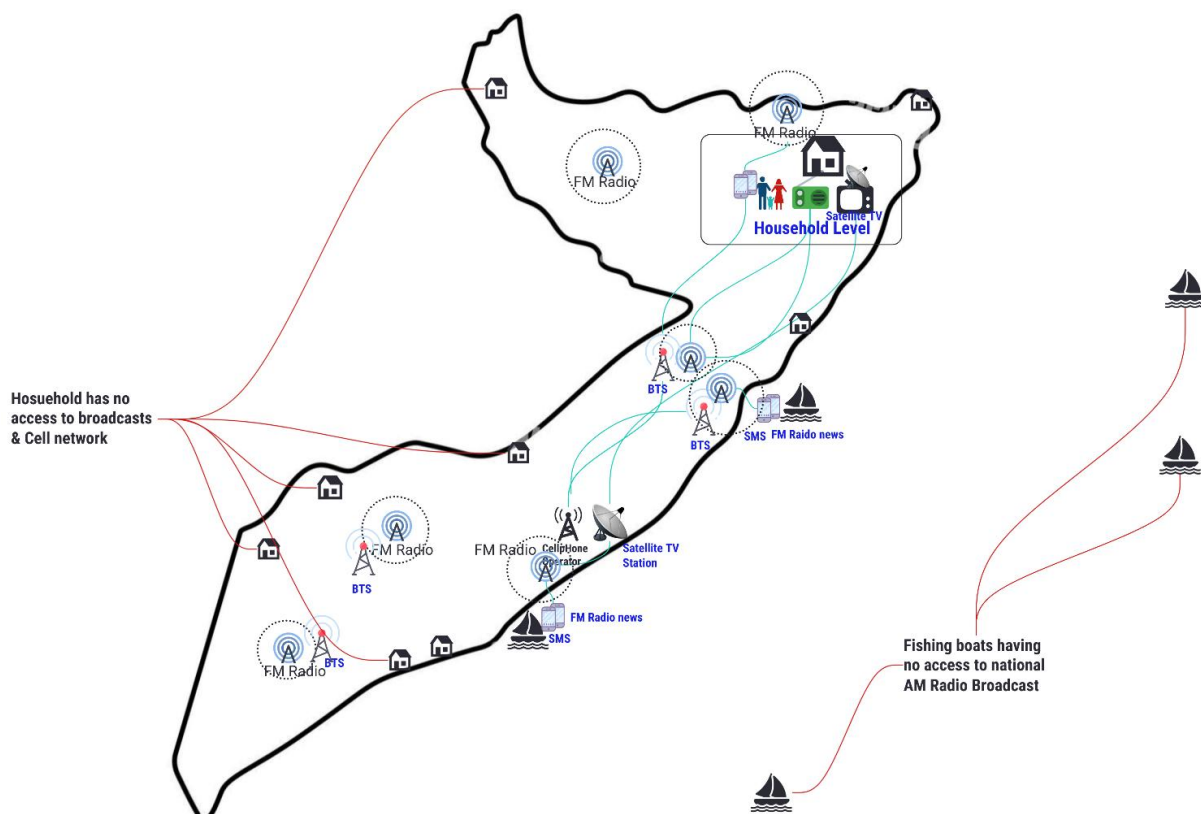 FM Radio
FM Radio
Satellite TV
Household Level
BTS
Hosuehold has no
access to broadcasts
& Cell network
BTS
SMS
FM Raido news
FM Radio
BTS
FM Radio
CellpHone
Operator
Satellite TV
Station
FM Radio news
SMS
FM Radio
BTS
Fishing boats having
no access to national
AM Radio Broadcast